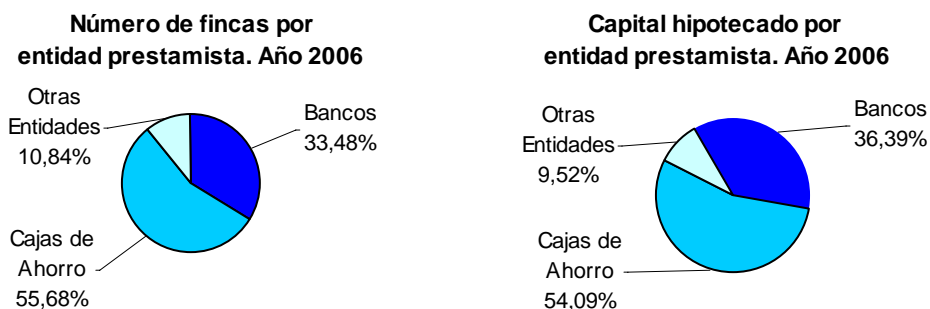 Número de fincas por
entidad prestamista. Año 2006
Otras
Entidades
10,84%
Bancos
33,48%
Cajas de
Ahorro
55,68%
Capital hipotecado por
entidad prestamista. Año 2006
Otras
Entidades
9,52%
Bancos
36,39%
Cajas de
Ahorro
54,09%